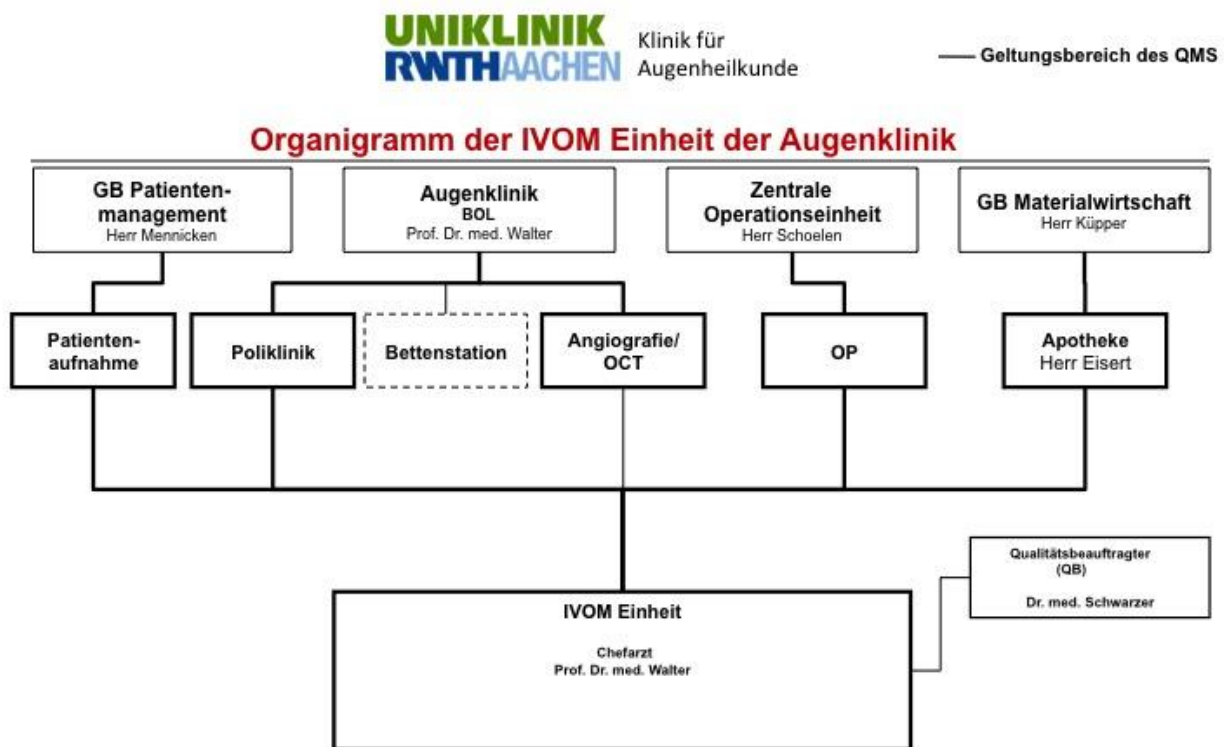 UNIKLINIK
RWTHAACHEN
Klinik für
Augenheilkunde
Geltungsbereich des QMS
Organigramm der IVOM Einheit der Augenklinik
GB Patienten-
management
Herr Mennicken
Augenklinik
BOL
Prof. Dr. med. Walter
Zentrale
Operationseinheit
Herr Schoelen
GB Materialwirtschaft
Herr Küpper
Patienten-
aufnahme
Poliklinik
Bettenstation
Angiografie/
OCT
OP
Apotheke
Herr Eisert
Qualitätsbeauftragter
(QB)
Dr. med. Schwarzer
IVOM Einheit
Chefarzt
Prof. Dr. med. Walter